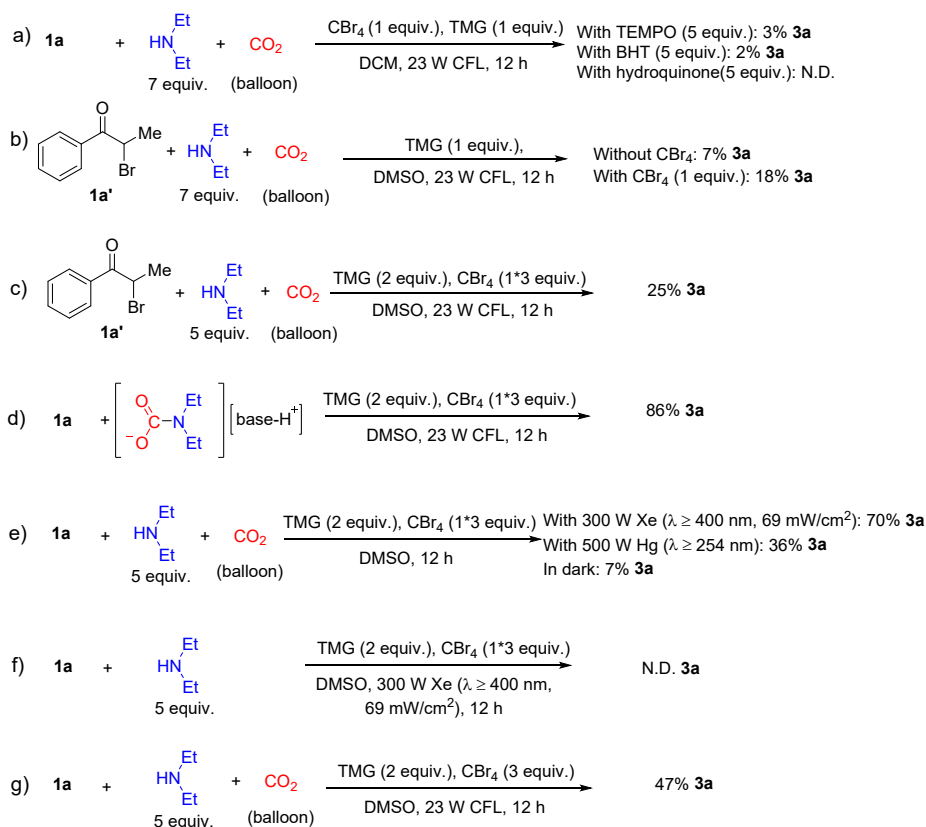 a) 1a + HN Et Et + CO2 CBr4 (1 equiv.), TMG (1 equiv.) With TEMPO (5 equiv.): 3% 3a
With BHT (5 equiv.): 2% 3a
7 equiv. (balloon) DCM, 23 W CFL, 12 h With hydroquinone(5 equiv.): N.D.
b) O Me Br 1a' + HN Et Et + CO2 TMG (1 equiv.), Without CBr4: 7% 3a
7 equiv. (balloon) DMSO, 23 W CFL, 12 h With CBr4 (1 equiv.): 18% 3a
c) O Me Br 1a' + HN Et Et + CO2 TMG (2 equiv.), CBr4 (1*3 equiv.) 25% 3a
5 equiv. (balloon) DMSO, 23 W CFL, 12 h
d) 1a + [O C −O N Et Et] [base-H+] TMG (2 equiv.), CBr4 (1*3 equiv.) 86% 3a
DMSO, 23 W CFL, 12 h
e) 1a + HN Et Et + CO2 TMG (2 equiv.), CBr4 (1*3 equiv.) With 300 W Xe (λ ≥ 400 nm, 69 mW/cm2): 70% 3a
With 500 W Hg (λ ≥ 254 nm): 36% 3a
5 equiv. (balloon) DMSO, 12 h In dark: 7% 3a
f) 1a + HN Et Et TMG (2 equiv.), CBr4 (1*3 equiv.) N.D. 3a
5 equiv. DMSO, 300 W Xe (λ ≥ 400 nm,
69 mW/cm2), 12 h
g) 1a + HN Et Et + CO2 TMG (2 equiv.), CBr4 (3 equiv.) 47% 3a
5 equiv. (balloon) DMSO, 23 W CFL, 12 h